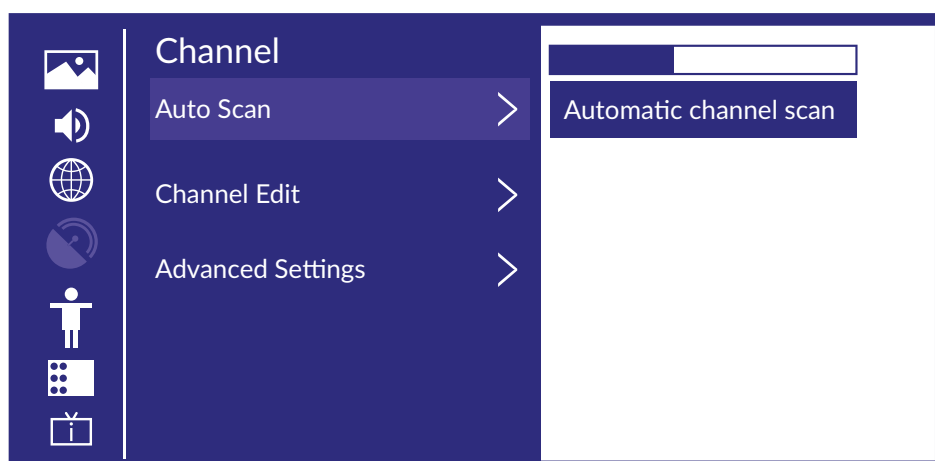 Channel
Auto Scan
Automatic channel scan
Channel Edit
Advanced Settings
i